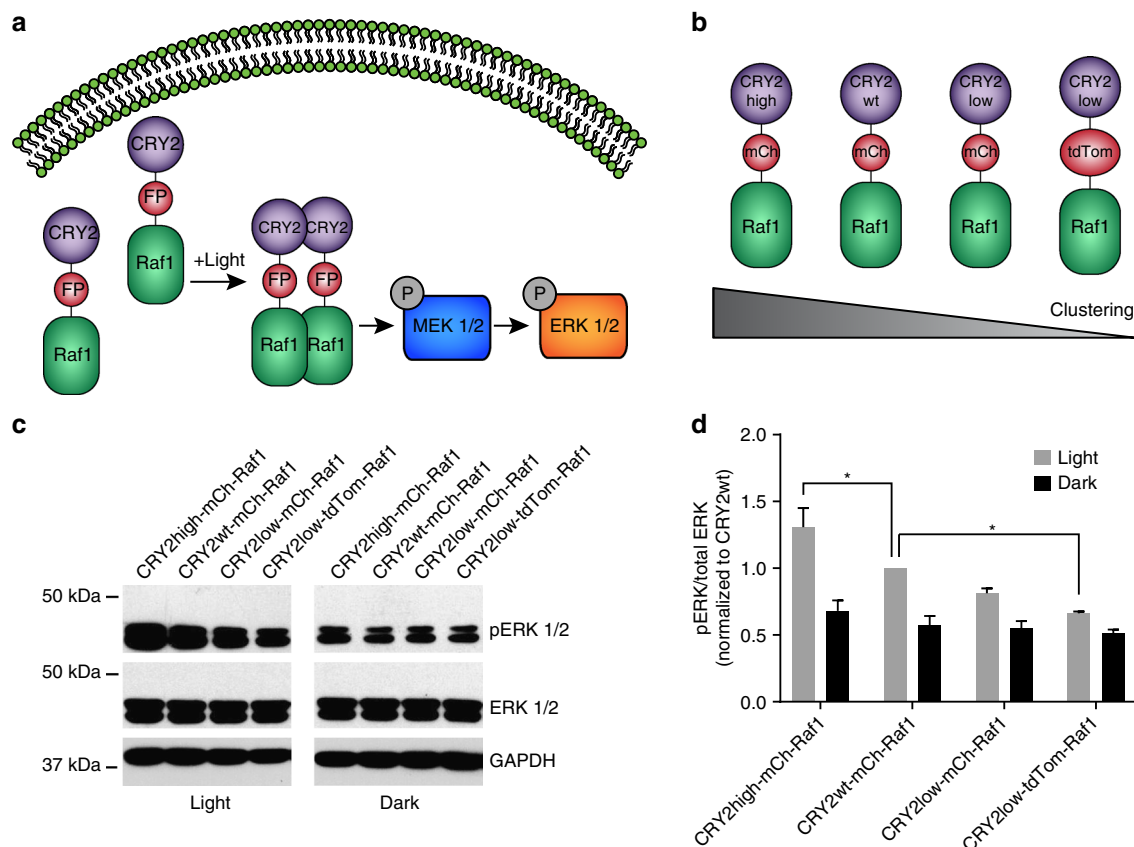 a
CRY2
FP
Raf1
CRY2
FP
Raf1
+Light
CRY2 CRY2
FP FP
Raf1 Raf1
P
MEK 1/2
P
ERK 1/2
b
CRY2 high
mCh
Raf1
CRY2 wt
mCh
Raf1
CRY2 low
mCh
Raf1
CRY2 low
tdTom
Raf1
Clustering
c
CRY2high-mCh-Raf1
CRY2wt-mCh-Raf1
CRY2low-mCh-Raf1
CRY2low-tdTom-Raf1
CRY2high-mCh-Raf1
CRY2wt-mCh-Raf1
CRY2low-mCh-Raf1
CRY2low-tdTom-Raf1
50 kDa
pERK 1/2
50 kDa
ERK 1/2
37 kDa
GAPDH
Light
Dark
d
pERK/total ERK
(normalized to CRY2wt)
2.0
1.5
1.0
0.5
0.0
Light
Dark
*
*
CRY2high-mCh-Raf1
CRY2wt-mCh-Raf1
CRY2low-mCh-Raf1
CRY2low-tdTom-Raf1